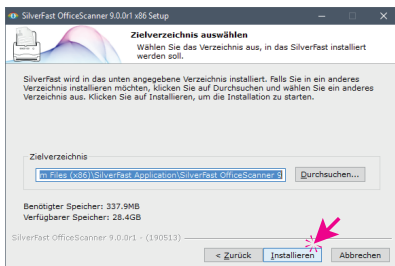 SilverFast OfficeScanner 9.0.0r1 x86 Setup
Zielverzeichnis auswählen
Wählen Sie das Verzeichnis aus, in das SilverFast installiert
werden soll.
SilverFast wird in das unten angegebene Verzeichnis installiert. Falls Sie in ein anderes
Verzeichnis installieren möchten, klicken Sie auf Durchsuchen und wählen Sie ein anderes
Verzeichnis aus. Klicken Sie auf Installieren, um die Installation zu starten.
Zielverzeichnis
m Files (x86)\SilverFast Application\SilverFast OfficeScanner 9
Durchsuchen...
Benötigter Speicher: 337.9MB
Verfügbarer Speicher: 28.4GB
SilverFast OfficeScanner 9.0.0r1 - (190513)
< Zurück Installieren Abbrechen